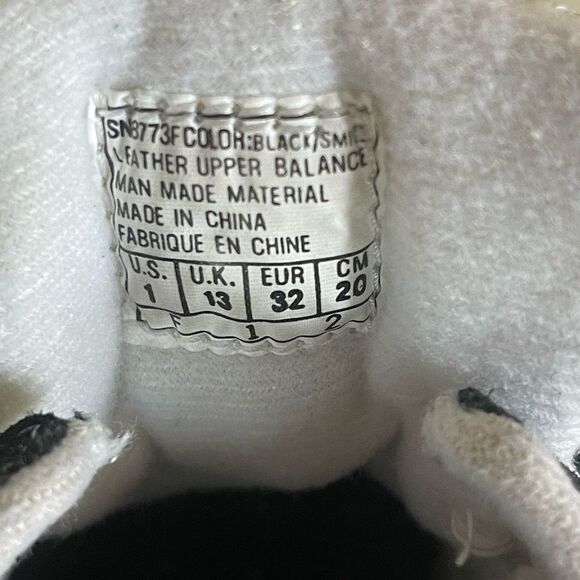 SN8773F COLOR:BLACK/SM
LEATHER UPPER BALANCE
MAN MADE MATERIAL
MADE IN CHINA
FABRIQUE EN CHINE
U.S. U.K. EUR CM
1 13 32 20
1 2